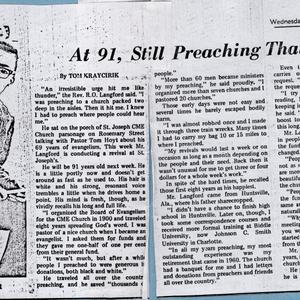 Wednesday
At 91, Still Preaching Tha
By TOM KRAYCIRIK
"An irresistible urge hit me like
thunder," the Rev. R.O. Langford said. "I
was preaching to a church packed two
deep in the aisles. Then it hit me. I knew
I had to preach where people could hear
me."
He sat on the porch of St. Joseph CME
Church parsonage on Rosemary Street
talking with Pastor Tom Hoyt about his
69 years of evangelism. This week Mr.
Langford is conducting a revival at St.
Joseph's.
He will be 91 years old next week. He
is a little portly now and doesn't get
around as fast as he used to. His hair is
white and his strong, resonant voice
trembles a little when he drives home a
point. His mind is fresh, though, as he
vividly recalls his long and full life.
"I organized the Board of Evangelism
for the CME Church in 1900 and traveled
eight years spreading God's word. I was
pastor of a nice church when I became an
evangelist. I asked them for funds and
they gave me one-half of one per cent
from their general fund.
"It wasn't much, but after a while
people I preached to were generous with
donations, both black and white."
He traveled all over the county
preaching, and he saved "thousands of
people."
"More than 60 men became ministers
by my preaching," he said proudly. "I
organized more than seven churches and I
pastored 20 churches."
Those early days were not easy and
several times he barely escaped bodily
harm.
"I was almost robbed once and I made
it through three train wrecks. Many times
I had to carry my bag 10 or 15 miles to
where I preached.
"My revivals would last a week or on
occasion as long as a month depending on
the people and their need. Back then it
wasn't unusual for me to get three or four
dollars for a whole week's work."
In spite of the hard times, he recalled
those first eight years as his happiest.
Mr. Langford came from Huntsville,
Ala., where his father sharecropped.
"I didn't have a chance to finish high
school in Huntsville. Later on, though, I
took some correspondence courses and
received more formal training at Biddle
University, now Johnson C. Smith
University in Charlotte.
"In all my years preaching, my most
outstanding experience was my
retirement that came in 1960. The church
had a banquet for me and I had letters
and donations from preachers and friends
all over the country."